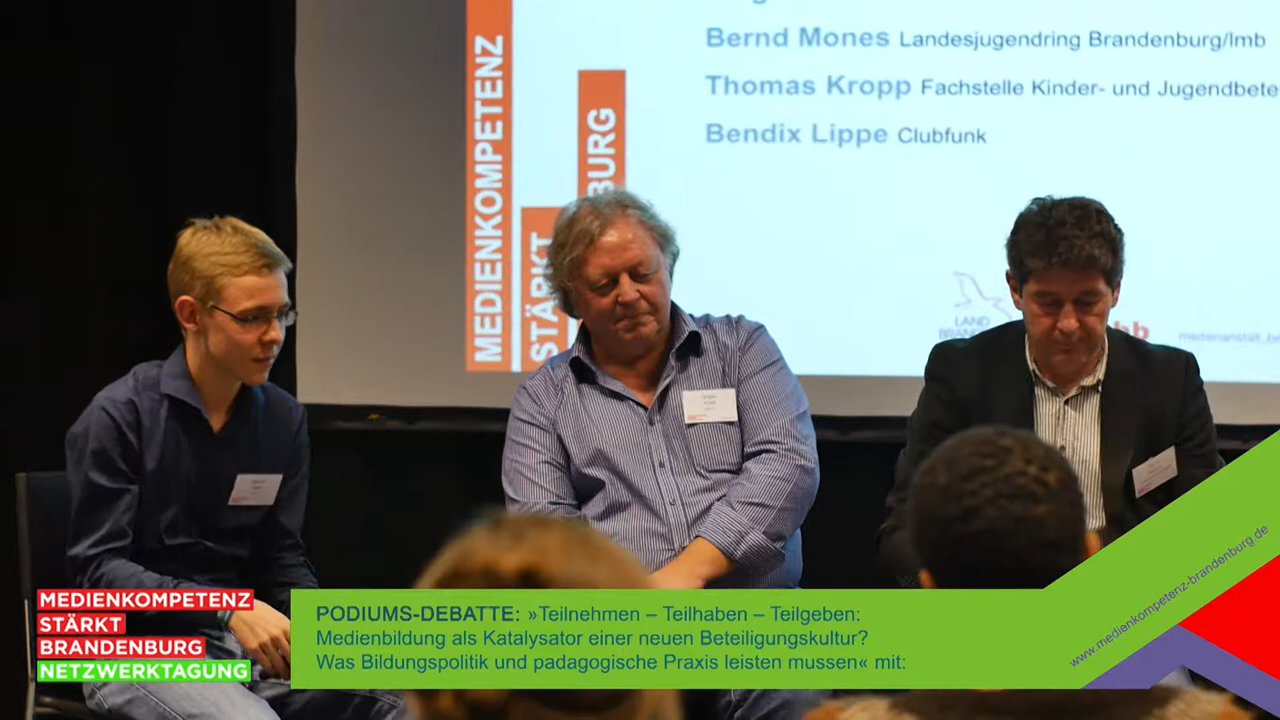 Bernd Mones Landesjugendring Brandenburg/lmb
Thomas Kropp Fachstelle Kinder- und Jugendbete
Bendix Lippe Clubfunk
MEDIENKOMPETENZ
STÄRKT
BURG
LAND
medienanstalt
MEDIENKOMPETENZ
STÄRKT
BRANDENBURG
NETZWERKTAGUNG
PODIUMS-DEBATTE: »Teilnehmen – Teilhaben – Teilgeben:
Medienbildung als Katalysator einer neuen Beteiligungskultur?
Was Bildungspolitik und padagogische Praxis leisten mussen« mit:
www.medienkompetenz-brandenburg.de